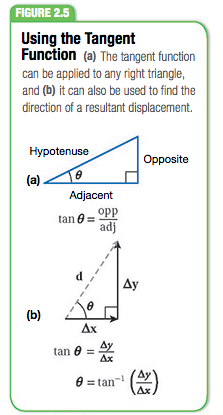 FIGURE 2.5
Using the Tangent
Function (a) The tangent function
can be applied to any right triangle,
and (b) it can also be used to find the
direction of a resultant displacement.
Hypotenuse
Opposite
(a)
θ
Adjacent
tan θ = opp/adj
d
Δy
θ
(b)
Δx
tan θ = Δy/Δx
θ = tan⁻¹ (Δy/Δx)